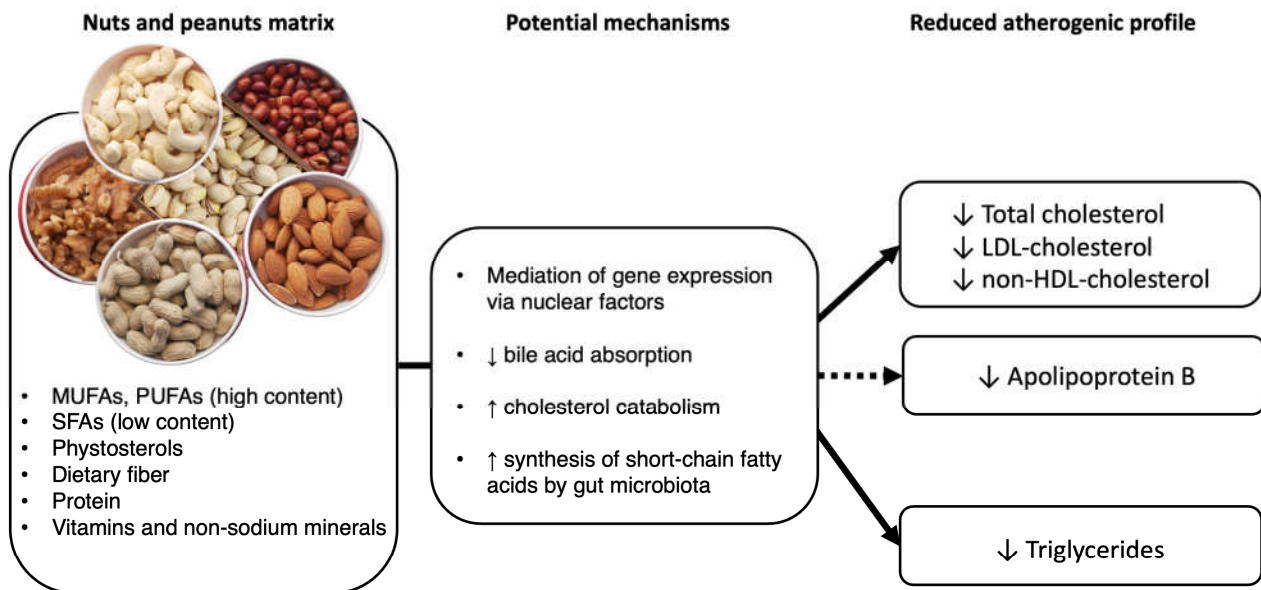 Nuts and peanuts matrix
• MUFAs, PUFAs (high content)
• SFAs (low content)
• Phystosterols
• Dietary fiber
• Protein
• Vitamins and non-sodium minerals
Potential mechanisms
• Mediation of gene expression
via nuclear factors
• ↓ bile acid absorption
• ↑ cholesterol catabolism
• ↑ synthesis of short-chain fatty
acids by gut microbiota
Reduced atherogenic profile
↓ Total cholesterol
↓ LDL-cholesterol
↓ non-HDL-cholesterol
↓ Apolipoprotein B
↓ Triglycerides